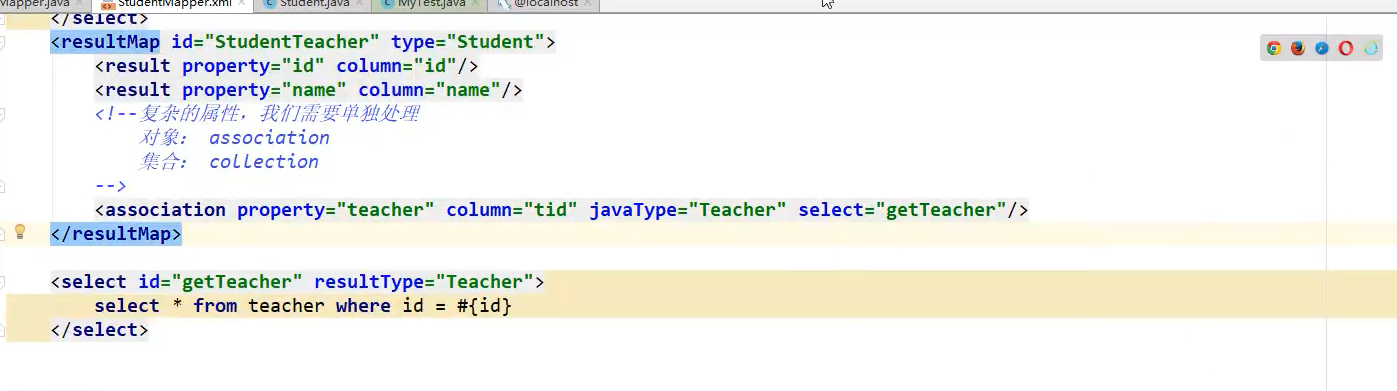 Mapper.java StudentMapper.xml Student.java MyTest.java @localhost
</select>
<resultMap id="StudentTeacher" type="Student">
<result property="id" column="id"/>
<result property="name" column="name"/>
<!--复杂的属性，我们需要单独处理
对象： association
集合： collection
-->
<association property="teacher" column="tid" javaType="Teacher" select="getTeacher"/>
</resultMap>
<select id="getTeacher" resultType="Teacher">
select * from teacher where id = #{id}
</select>